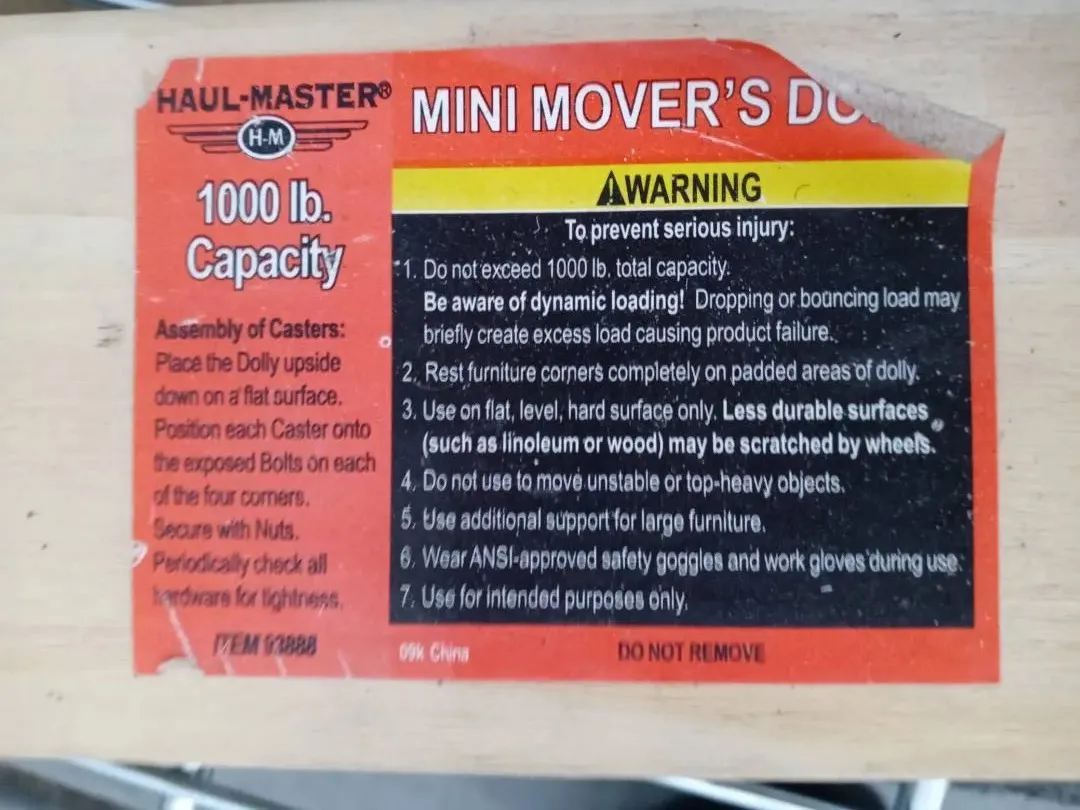 HAUL-MASTER®
H-M
1000 lb.
Capacity
Assembly of Casters:
Place the Dolly upside
down on a flat surface.
Position each Caster onto
the exposed Bolts on each
of the four corners.
Secure with Nuts.
Periodically check all
hardware for tightness.
ITEM 93888
MINI MOVER'S DO
WARNING
To prevent serious injury:
1. Do not exceed 1000 lb. total capacity.
Be aware of dynamic loading! Dropping or bouncing load may
briefly create excess load causing product failure.
2. Rest furniture corners completely on padded areas of dolly.
3. Use on flat, level, hard surface only. Less durable surfaces
(such as linoleum or wood) may be scratched by wheels.
4. Do not use to move unstable or top-heavy objects.
5. Use additional support for large furniture.
6. Wear ANSI-approved safety goggles and work gloves during use.
7. Use for intended purposes only.
09k China
DO NOT REMOVE